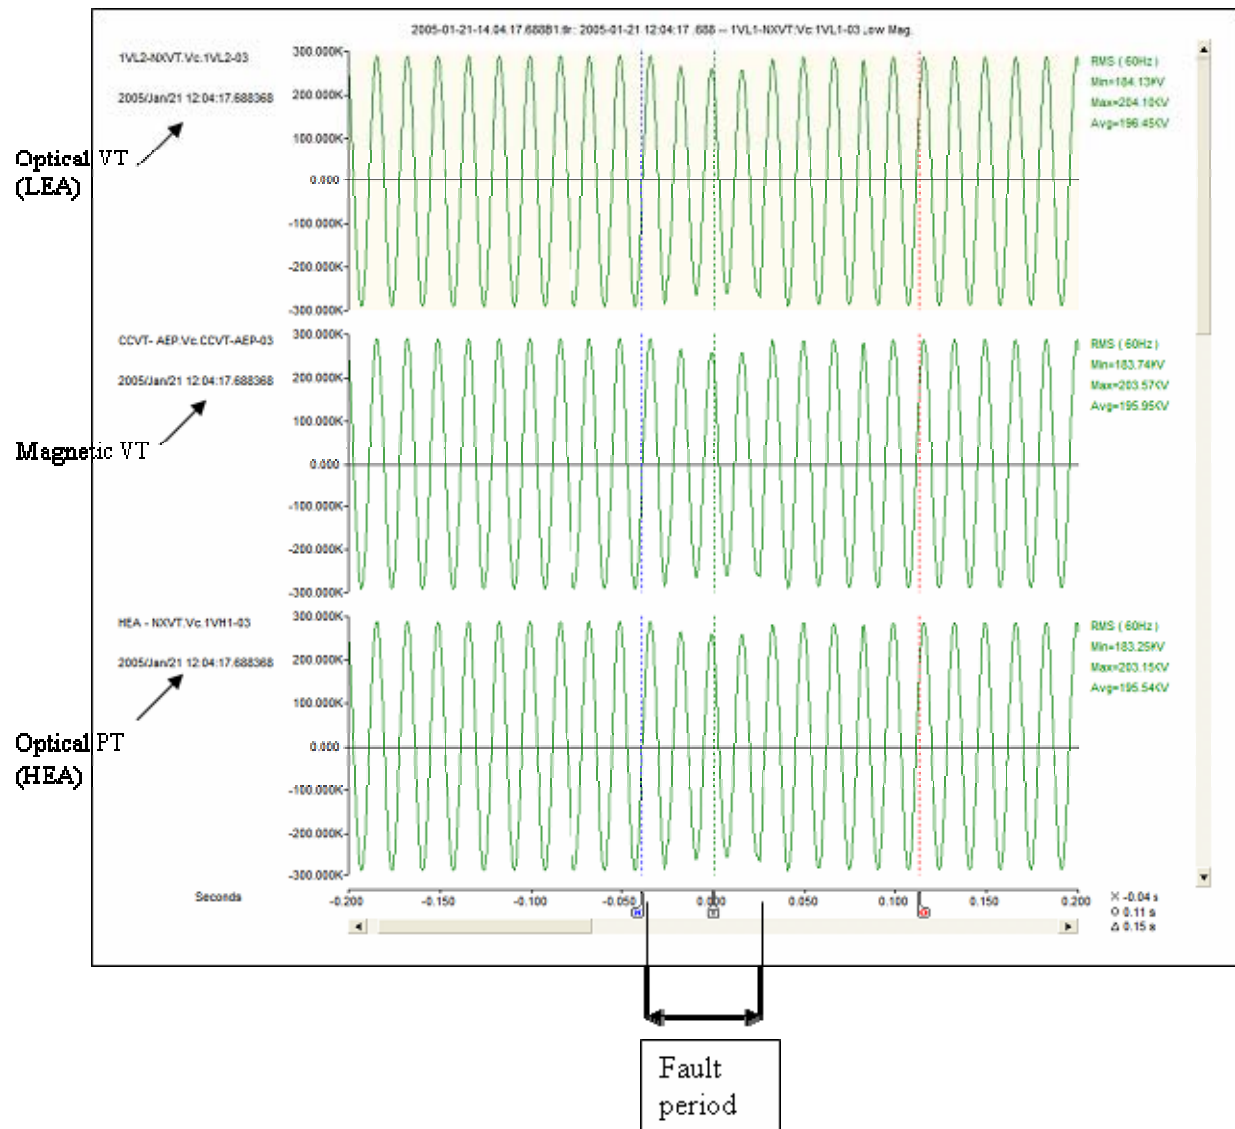 2005-01-21-14.04.17.688B1.tlr: 2005-01-21 12:04:17 .688 -- 1VL1-NXVT:Vc:1VL1-03 Low Mag.
1VL2-NXVT.Vc.1VL2-03
2005/Jan/21 12:04:17.688368
Optical VT
(LEA)
300.000K
200.000K
100.000K
0.000
-100.000K
-200.000K
-300.000K
RMS ( 60Hz )
Min=184.13KV
Max=204.10KV
Avg=196.45KV
CCVT- AEP.Vc.CCVT-AEP-03
2005/Jan/21 12:04:17.688368
Magnetic VT
300.000K
200.000K
100.000K
0.000
-100.000K
-200.000K
-300.000K
RMS ( 60Hz )
Min=183.74KV
Max=203.57KV
Avg=195.95KV
HEA - NXVT.Vc.1VH1-03
2005/Jan/21 12:04:17.688368
Optical PT
(HEA)
300.000K
200.000K
100.000K
0.000
-100.000K
-200.000K
-300.000K
RMS ( 60Hz )
Min=183.25KV
Max=203.15KV
Avg=195.54KV
Seconds
-0.200 -0.150 -0.100 -0.050 0.000 0.050 0.100 0.150 0.200
X -0.04 s
O 0.11 s
Δ 0.15 s
Fault
period